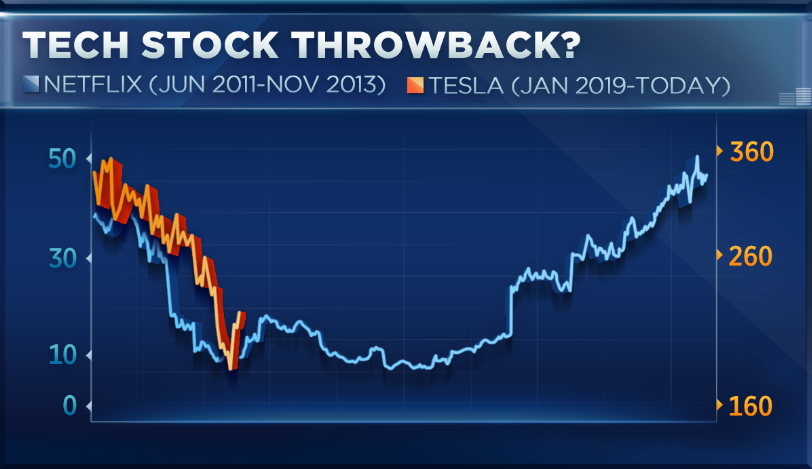 TECH STOCK THROWBACK?
NETFLIX (JUN 2011-NOV 2013) TESLA (JAN 2019-TODAY)
50 360
30 260
10
0 160